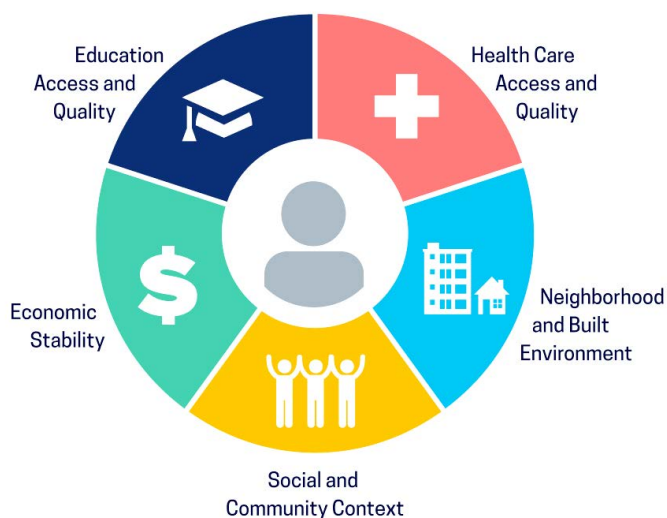 Education
Access and
Quality
Health Care
Access and
Quality
Economic
Stability
$
Neighborhood
and Built
Environment
Social and
Community Context